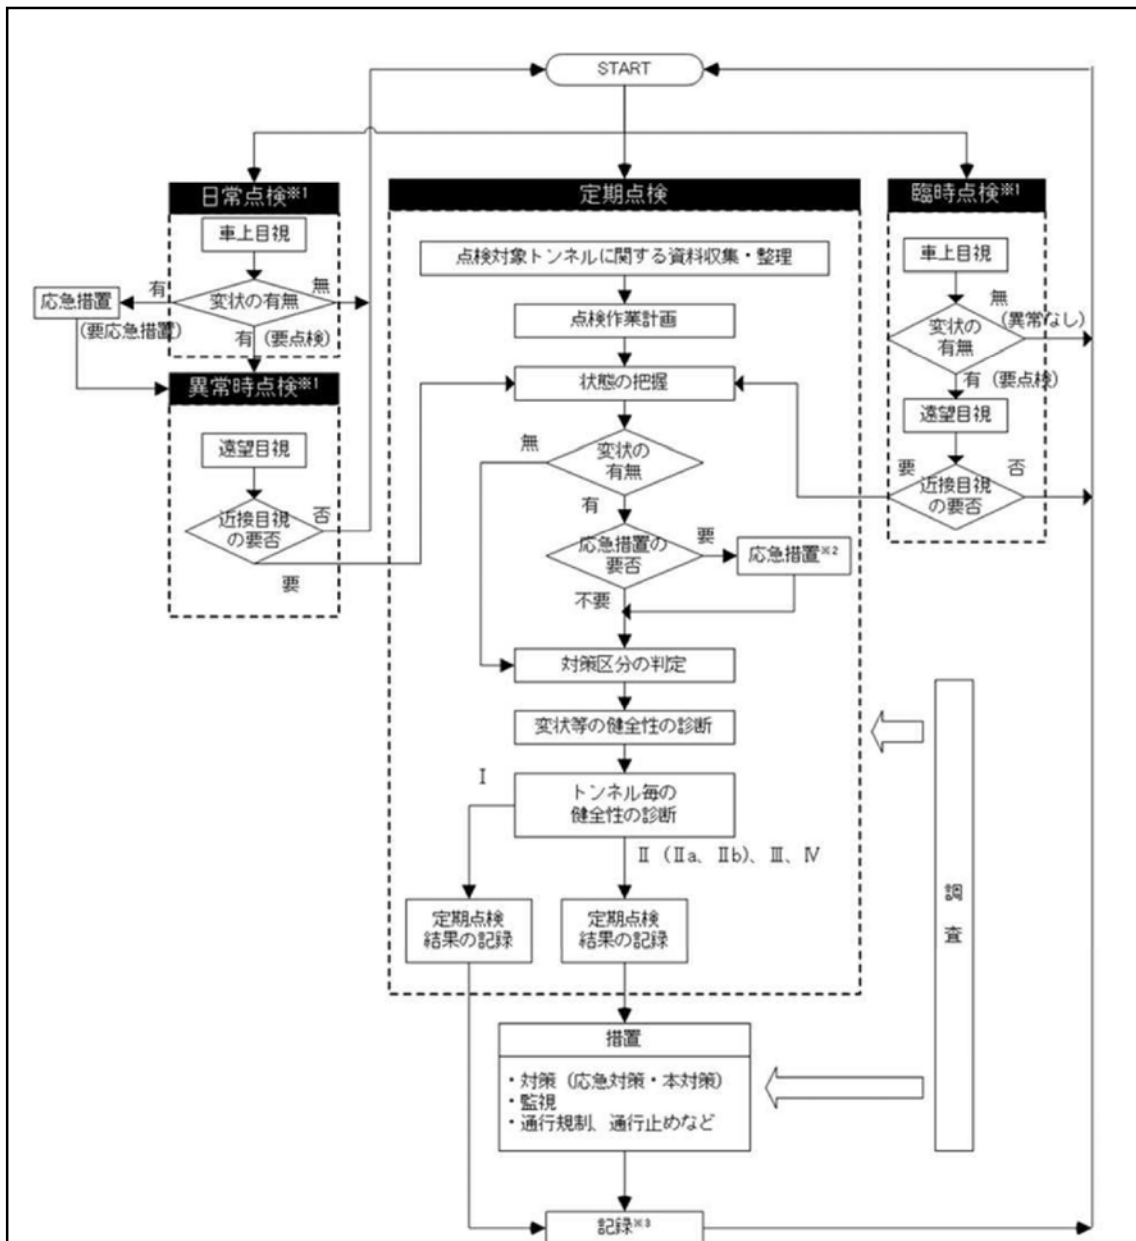 START
日常点検※1
車上目視
有
変状の有無
無
応急措置
(要応急措置)
有（要点検）
異常時点検※1
遠望目視
近接目視
の要否
否
要
定期点検
点検対象トンネルに関する資料収集・整理
点検作業計画
状態の把握
無
変状の
有無
有
応急措置の
要否
要
応急措置※2
不要
対策区分の判定
変状等の健全性の診断
Ⅰ
トンネル毎の
健全性の診断
Ⅱ（Ⅱa、Ⅱb）、Ⅲ、Ⅳ
定期点検
結果の記録
定期点検
結果の記録
措置
・対策（応急対策・本対策）
・監視
・通行規制、通行止めなど
記録※3
臨時点検※1
車上目視
無
(異常なし)
変状の
有無
有（要点検）
遠望目視
要
近接目視
の要否
否
調
査